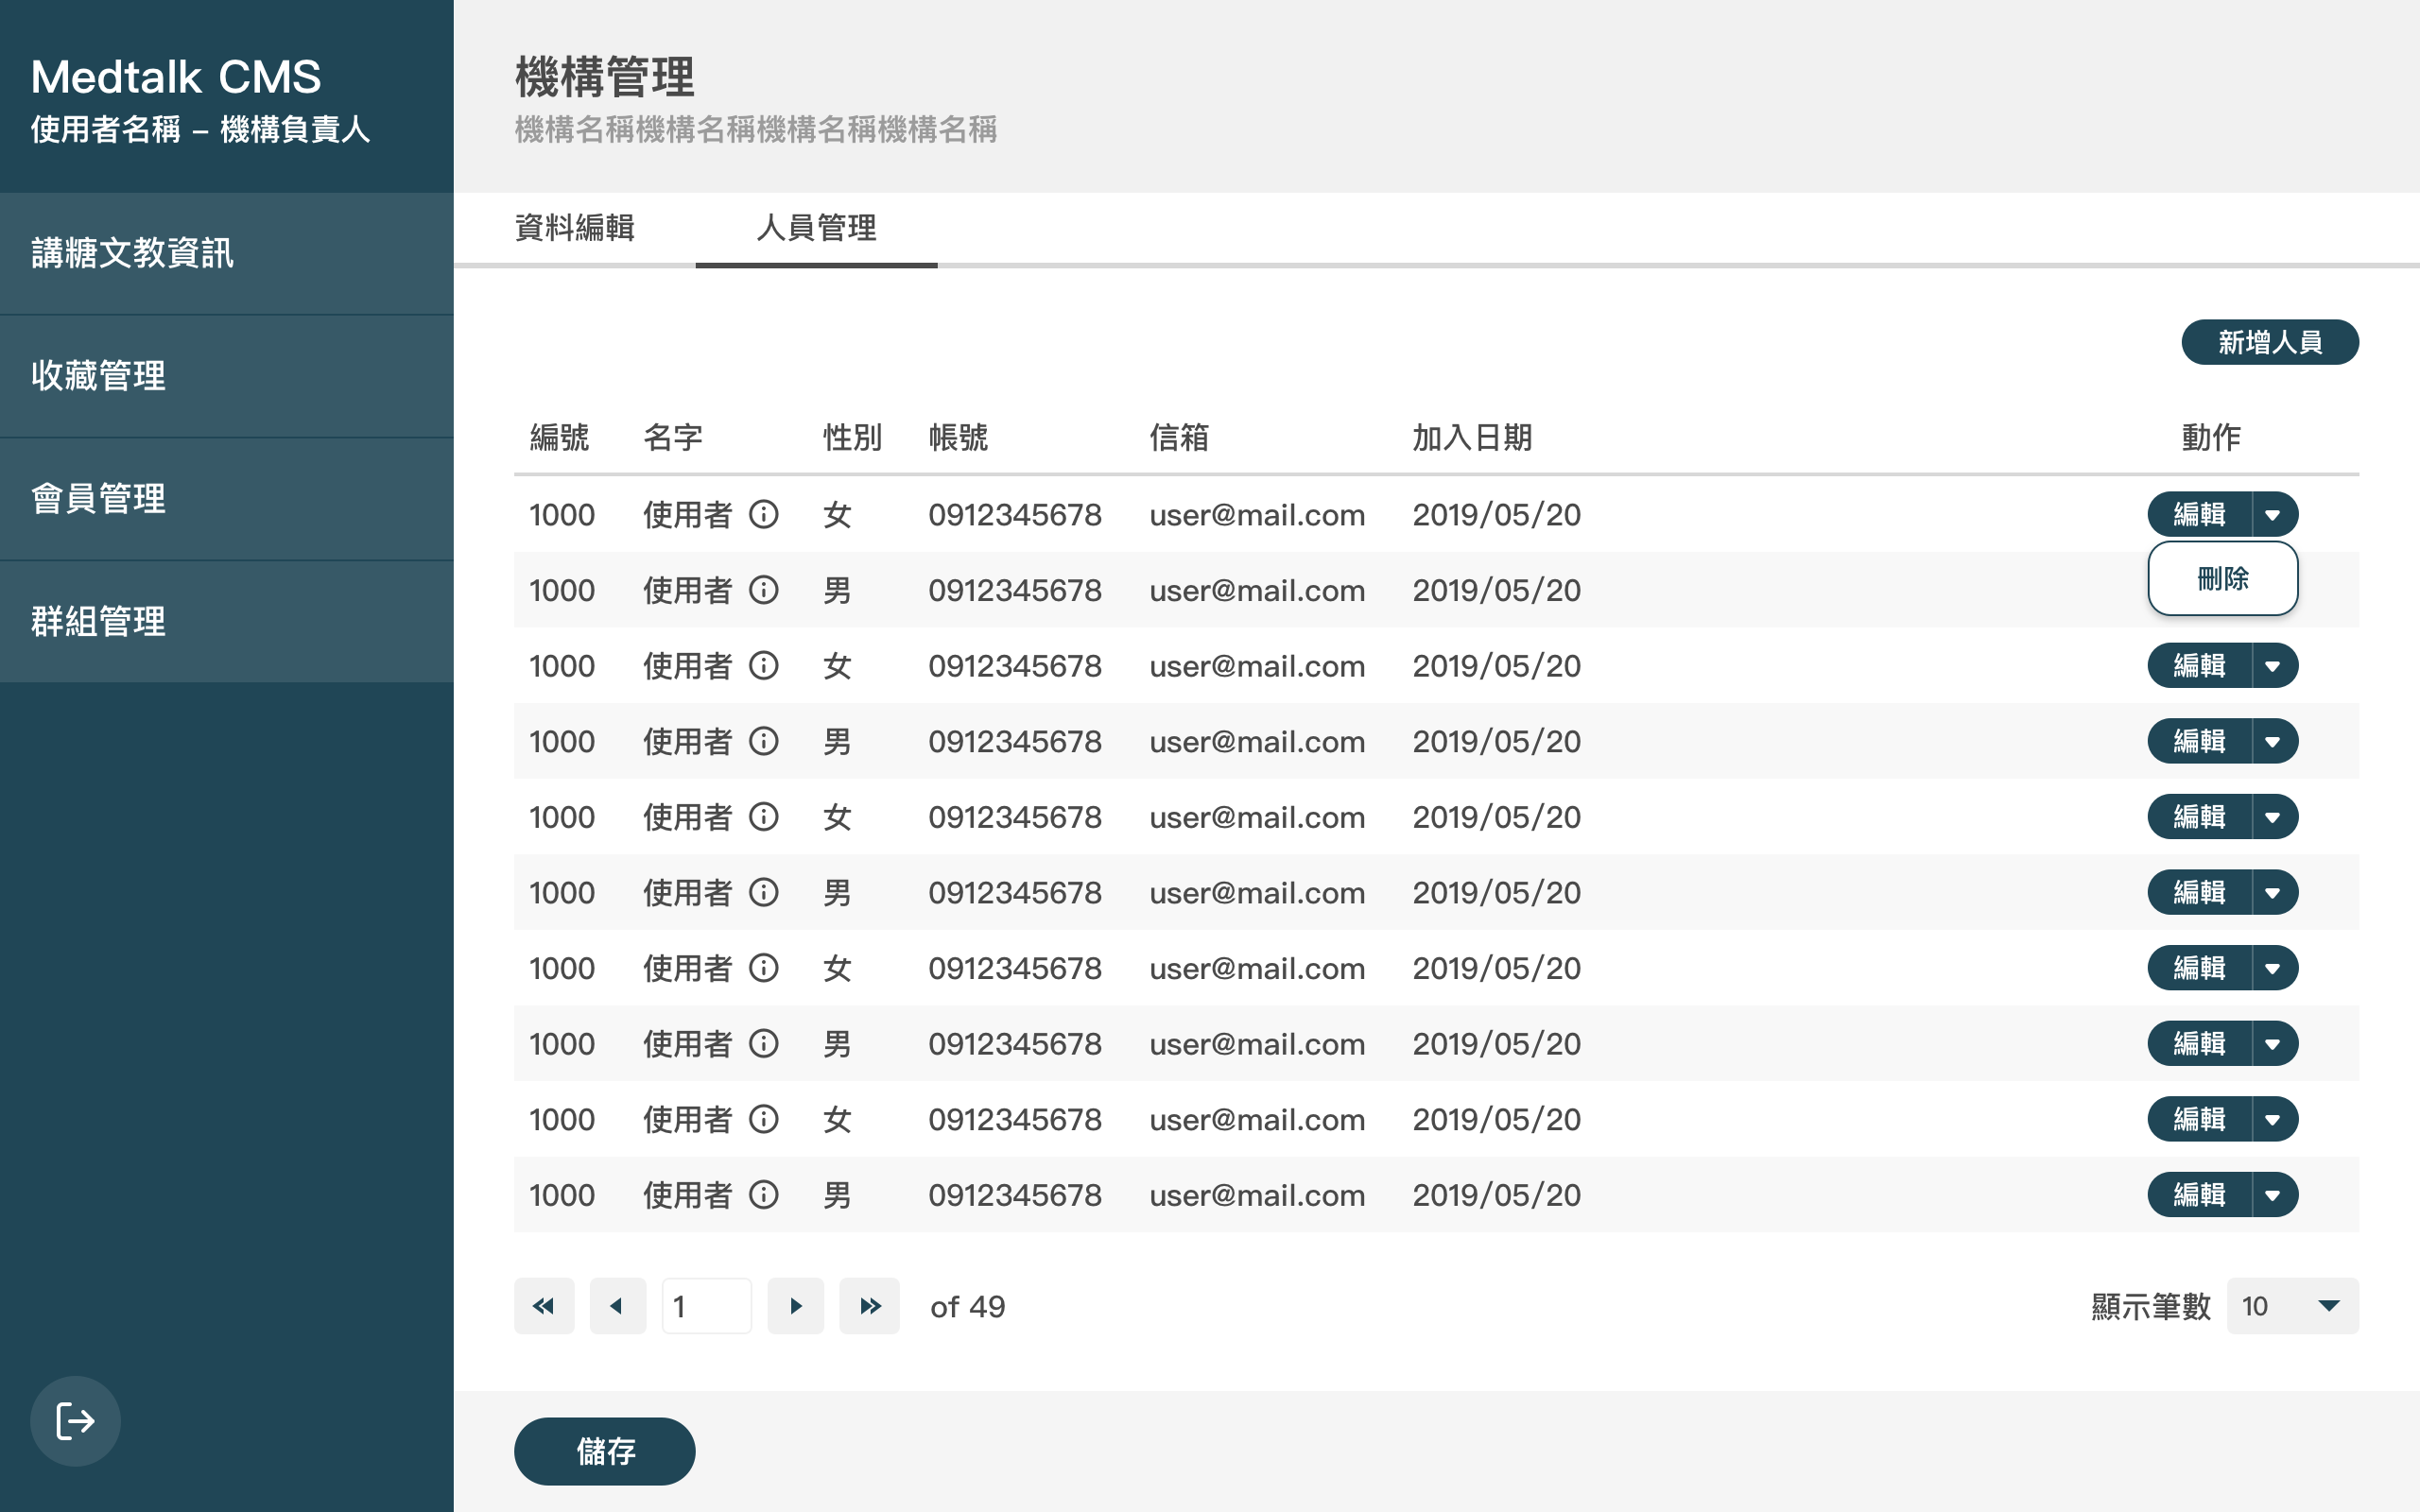 Medtalk CMS
使用者名稱 – 機構負責人
講糖文教資訊
收藏管理
會員管理
群組管理
機構管理
機構名稱機構名稱機構名稱機構名稱
資料編輯 人員管理
新增人員
編號 名字 性別 帳號 信箱 加入日期 動作
1000 使用者 女 0912345678 user@mail.com 2019/05/20 編輯
刪除
1000 使用者 男 0912345678 user@mail.com 2019/05/20
1000 使用者 女 0912345678 user@mail.com 2019/05/20 編輯
1000 使用者 男 0912345678 user@mail.com 2019/05/20 編輯
1000 使用者 女 0912345678 user@mail.com 2019/05/20 編輯
1000 使用者 男 0912345678 user@mail.com 2019/05/20 編輯
1000 使用者 女 0912345678 user@mail.com 2019/05/20 編輯
1000 使用者 男 0912345678 user@mail.com 2019/05/20 編輯
1000 使用者 女 0912345678 user@mail.com 2019/05/20 編輯
1000 使用者 男 0912345678 user@mail.com 2019/05/20 編輯
1 of 49 顯示筆數 10
儲存